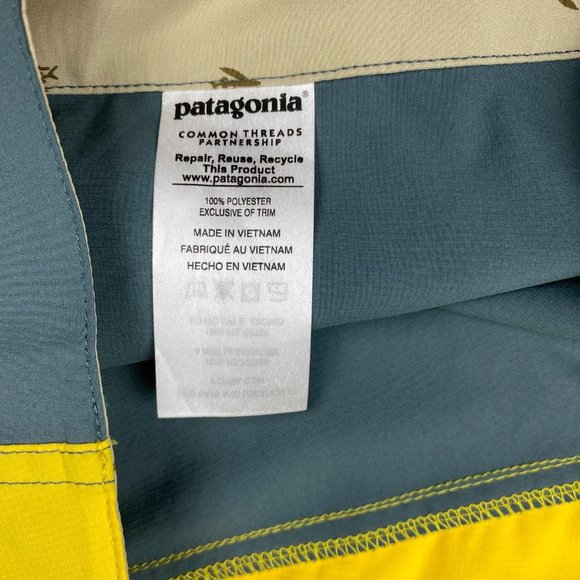 patagonia®
COMMON THREADS
PARTNERSHIP
Repair, Reuse, Recycle
This Product
www.patagonia.com
100% POLYESTER
EXCLUSIVE OF TRIM
MADE IN VIETNAM
FABRIQUÉ AU VIETNAM
HECHO EN VIETNAM